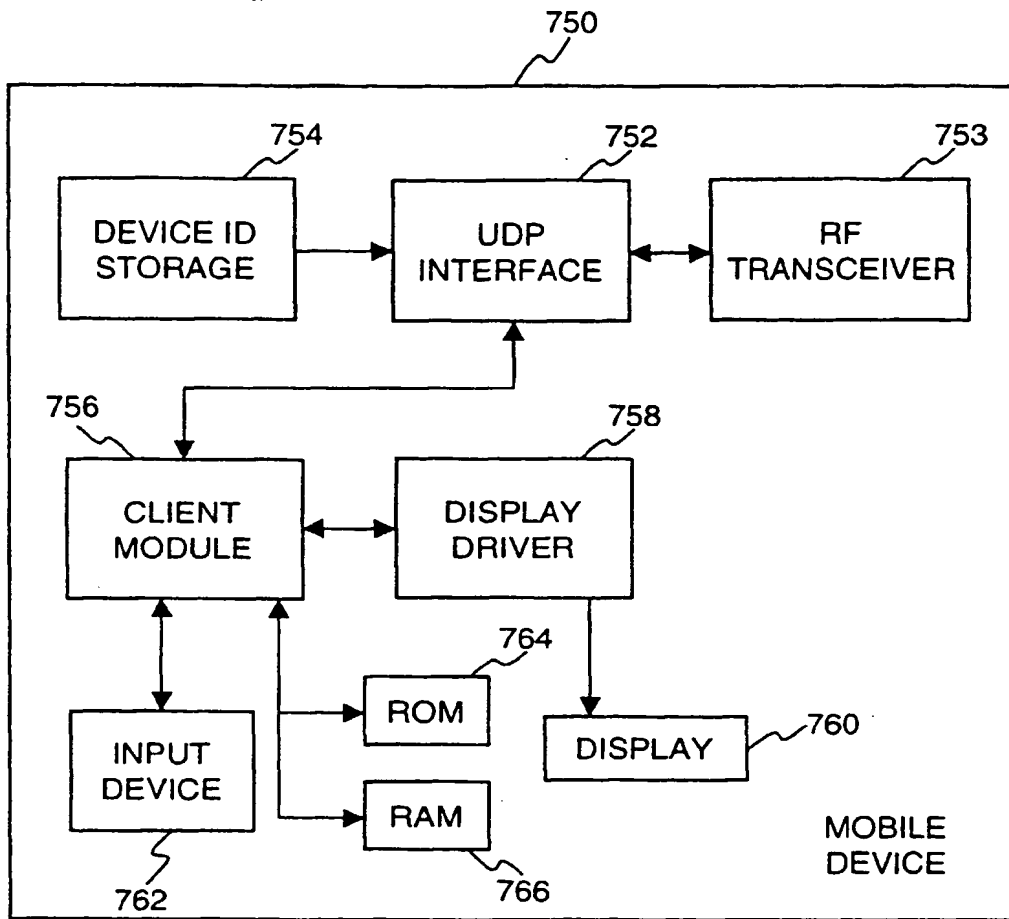 750
754
752
753
DEVICE ID
STORAGE
UDP
INTERFACE
RF
TRANSCEIVER
756
758
CLIENT
MODULE
DISPLAY
DRIVER
764
ROM
760
DISPLAY
INPUT
DEVICE
RAM
MOBILE
DEVICE
762
766